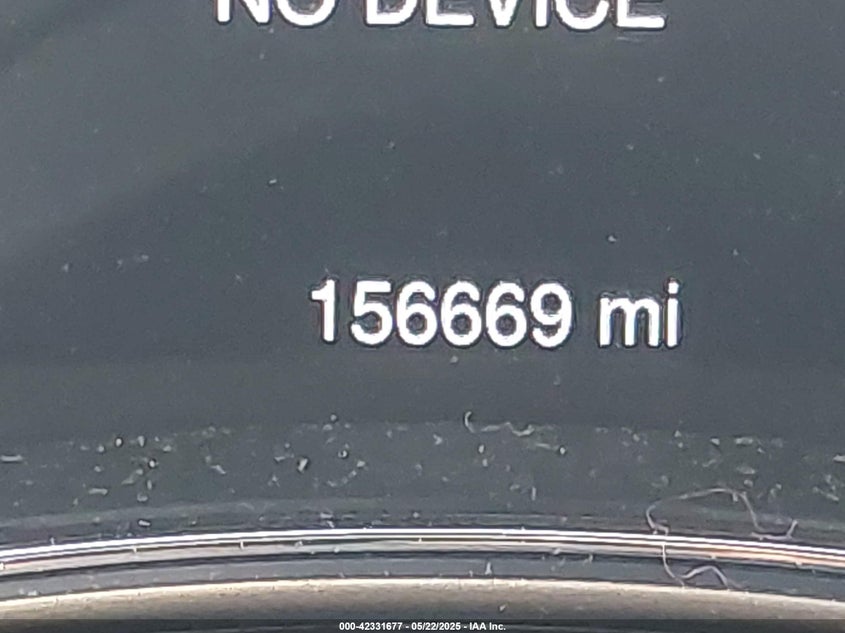 NO DEVICE
156669 mi
000-42331677 - 05/22/2025 - IAA Inc.